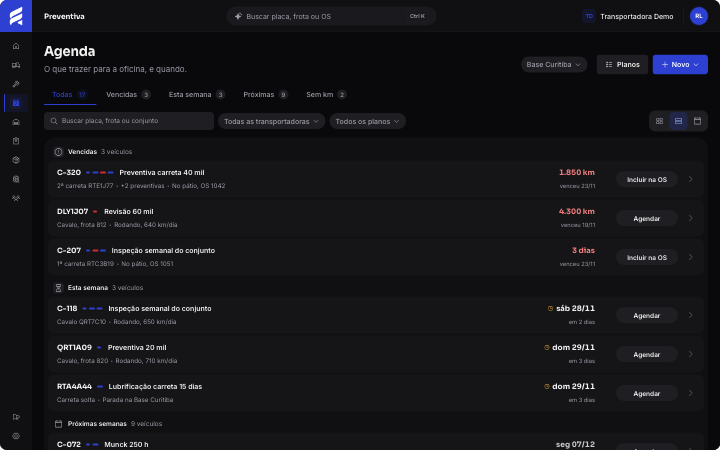 Preventiva
Buscar placa, frota ou OS
Ctrl K
TD
Transportadora Demo
RL
Agenda
O que trazer para a oficina, e quando.
Base Curitiba
Planos
Novo
Todas 17
Vencidas 3
Esta semana 3
Próximas 9
Sem km 2
Buscar placa, frota ou conjunto
Todas as transportadoras
Todos os planos
Vencidas 3 veículos
C-320 Preventiva carreta 40 mil
2ª carreta RTE1J77 • +2 preventivas • No pátio, OS 1042
1.850 km
venceu 23/11
Incluir na OS
DLY1J07 Revisão 60 mil
Cavalo, frota 812 • Rodando, 640 km/dia
4.300 km
venceu 19/11
Agendar
C-207 Inspeção semanal do conjunto
1ª carreta RTC3B19 • No pátio, OS 1051
3 dias
venceu 23/11
Incluir na OS
Esta semana 3 veículos
C-118 Inspeção semanal do conjunto
Cavalo QRT7C10 • Rodando, 650 km/dia
sáb 28/11
em 2 dias
Agendar
QRT1A09 Preventiva 20 mil
Cavalo, frota 820 • Rodando, 710 km/dia
dom 29/11
em 3 dias
Agendar
RTA4A44 Lubrificação carreta 15 dias
Carreta solta • Parada na Base Curitiba
dom 29/11
em 3 dias
Agendar
Próximas semanas 9 veículos
C-072 Munck 250 h
seg 07/12
Agendar